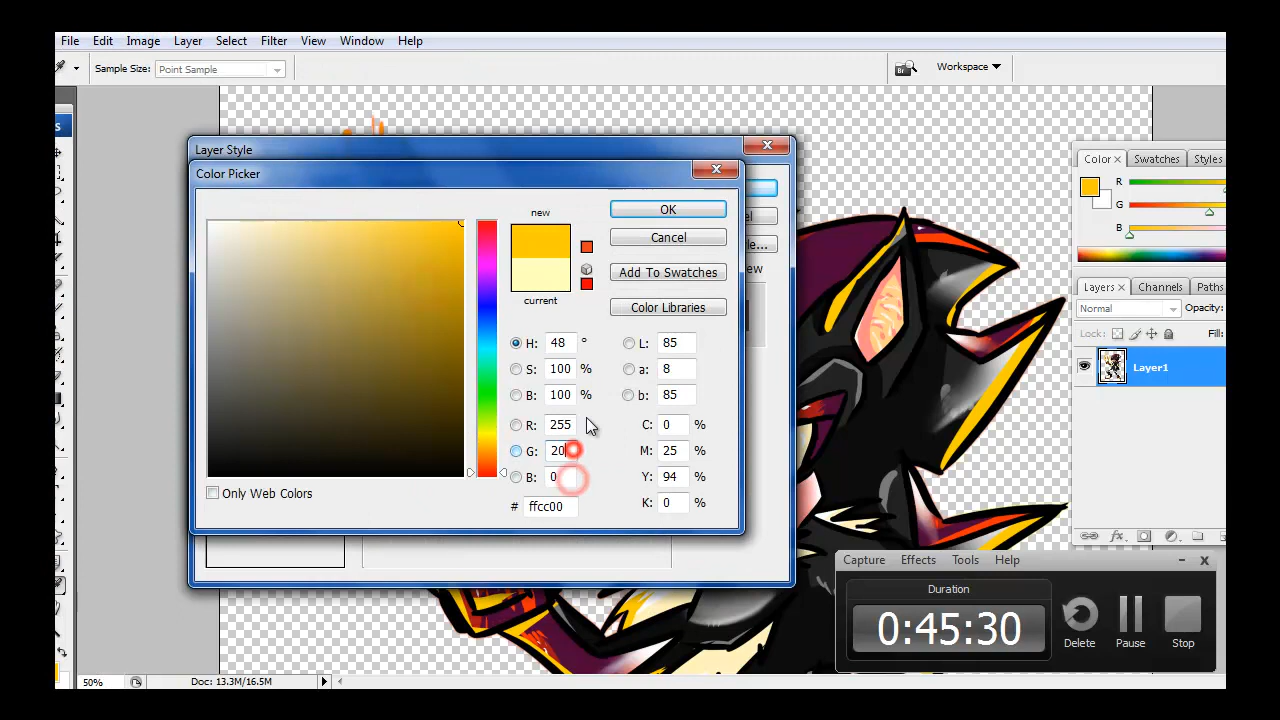 File Edit Image Layer Select Filter View Window Help
Sample Size: Point Sample
Workspace
Layer Style
Color Picker
new
current
OK
Cancel
Add To Swatches
Color Libraries
H: 48 °
S: 100 %
B: 100 %
R: 255
G: 20
B: 0
# ffcc00
L: 85
a: 8
b: 85
C: 0 %
M: 25 %
Y: 94 %
K: 0 %
Only Web Colors
Color Swatches Styles
R
G
B
Layers Channels Paths
Normal Opacity:
Lock: Fill:
Layer1
Capture Effects Tools Help
Duration
0:45:30
Delete Pause Stop
50% Doc: 13.3M/16.5M